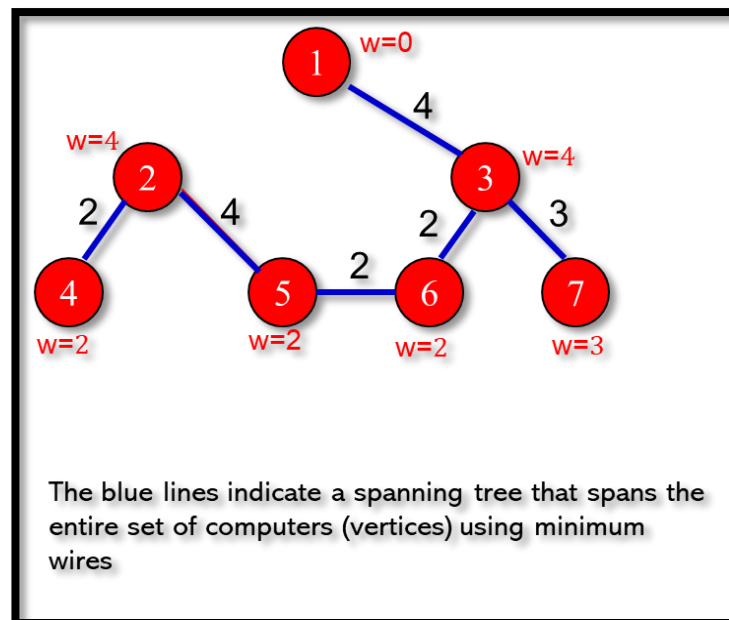 1 w=0
4
w=4 2 3 w=4
2 4 2 3
2
4 5 6 7
w=2 w=2 w=2 w=3
The blue lines indicate a spanning tree that spans the
entire set of computers (vertices) using minimum
wires